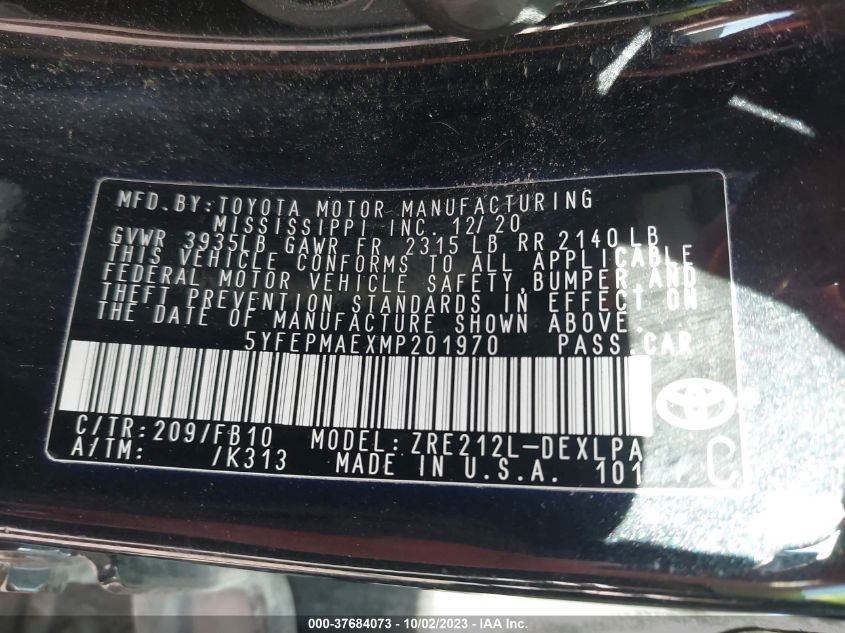 MFD.BY:TOYOTA MOTOR MANUFACTURING
MISSISSIPPI INC. 12/20
GVWR 3935LB GAWR FR 2315 LB RR 2140 LB
THIS VEHICLE CONFORMS TO ALL APPLICABLE
FEDERAL MOTOR VEHICLE SAFETY,BUMPER,AND
THEFT PREVENTION STANDARDS IN EFFECT ON
THE DATE OF MANUFACTURE SHOWN ABOVE.
5YFEPMAEXMP201970 PASS.CAR
C/TR:209/FB10 MODEL:ZRE212L-DEXLPA
A/TM: /K313 MADE IN U.S.A. 101
C
000-37684073 - 10/02/2023 - IAA Inc.